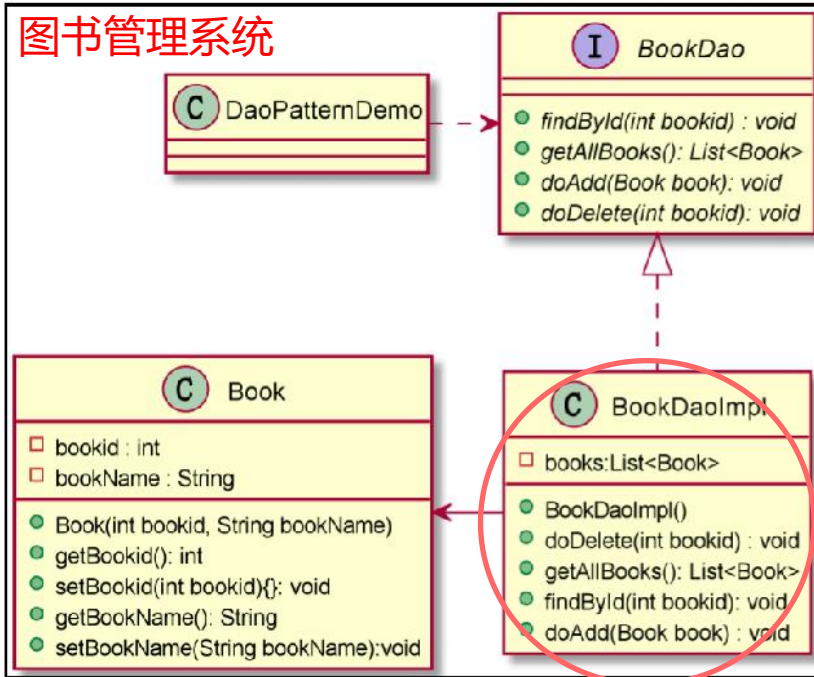 图书管理系统
I BookDao
C DaoPatternDemo
findById(int bookid) : void
getAllBooks(): List<Book>
doAdd(Book book): void
doDelete(int bookid): void
C Book
bookid : int
bookName : String
Book(int bookid, String bookName)
getBookid(): int
setBookid(int bookid){}: void
getBookName(): String
setBookName(String bookName):void
C BookDaoImpl
books:List<Book>
BookDaoImpl()
doDelete(int bookid) : void
getAllBooks(): List<Book>
findById(int bookid): void
doAdd(Book book) : void